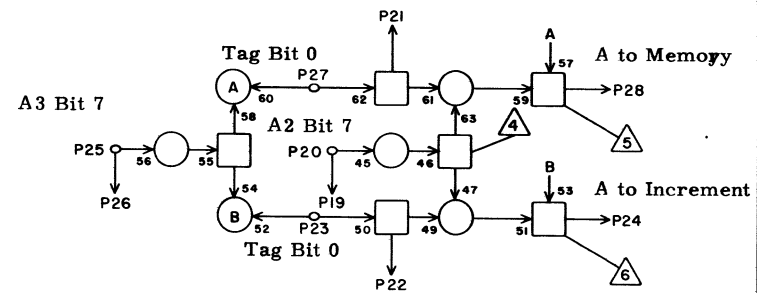 P21
Tag Bit 0
A
57
A to Memory
P27
A
60
62
61
59
P28
A3 Bit 7
58
A2 Bit 7
63
4
5
P25
56
55
P20
45
46
54
47
B
53
A to Increment
P26
P19
B
52
P23
50
49
51
P24
Tag Bit 0
P22
6